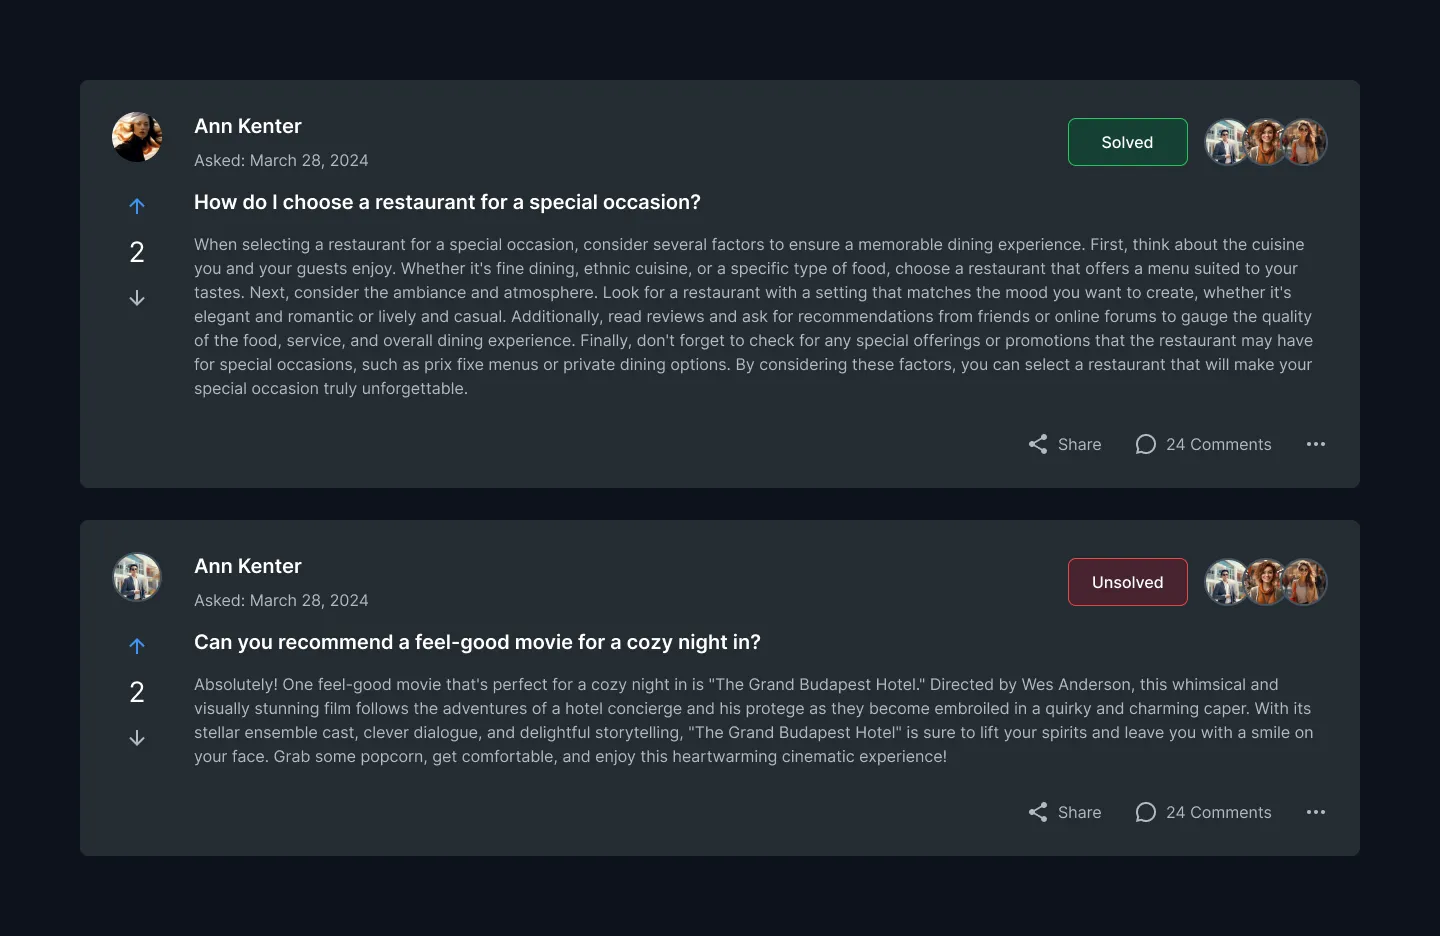 Ann Kenter
Asked: March 28, 2024
Solved
How do I choose a restaurant for a special occasion?
2
When selecting a restaurant for a special occasion, consider several factors to ensure a memorable dining experience. First, think about the cuisine
you and your guests enjoy. Whether it's fine dining, ethnic cuisine, or a specific type of food, choose a restaurant that offers a menu suited to your
tastes. Next, consider the ambiance and atmosphere. Look for a restaurant with a setting that matches the mood you want to create, whether it's
elegant and romantic or lively and casual. Additionally, read reviews and ask for recommendations from friends or online forums to gauge the quality
of the food, service, and overall dining experience. Finally, don't forget to check for any special offerings or promotions that the restaurant may have
for special occasions, such as prix fixe menus or private dining options. By considering these factors, you can select a restaurant that will make your
special occasion truly unforgettable.
Share
24 Comments
Ann Kenter
Asked: March 28, 2024
Unsolved
Can you recommend a feel-good movie for a cozy night in?
2
Absolutely! One feel-good movie that's perfect for a cozy night in is "The Grand Budapest Hotel." Directed by Wes Anderson, this whimsical and
visually stunning film follows the adventures of a hotel concierge and his protege as they become embroiled in a quirky and charming caper. With its
stellar ensemble cast, clever dialogue, and delightful storytelling, "The Grand Budapest Hotel" is sure to lift your spirits and leave you with a smile on
your face. Grab some popcorn, get comfortable, and enjoy this heartwarming cinematic experience!
Share
24 Comments